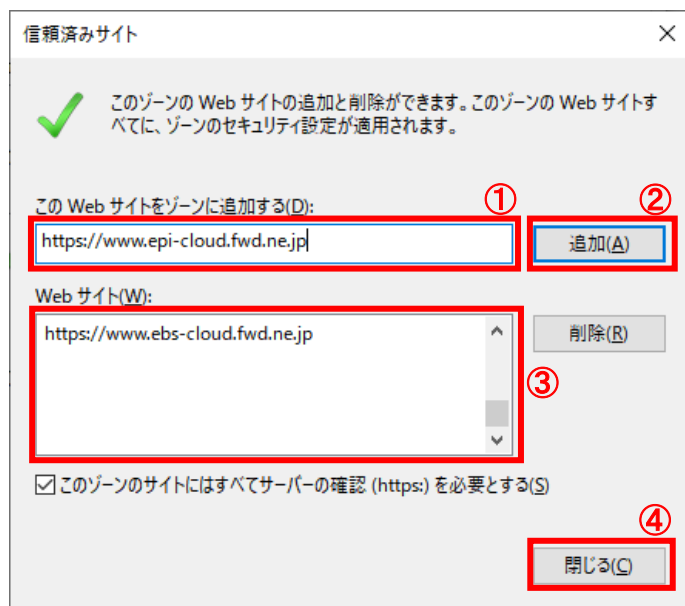 信頼済みサイト
このゾーンの Web サイトの追加と削除ができます。このゾーンの Web サイトす
べてに、ゾーンのセキュリティ設定が適用されます。
この Web サイトをゾーンに追加する(D):
①
②
https://www.epi-cloud.fwd.ne.jp
追加(A)
Web サイト(W):
https://www.ebs-cloud.fwd.ne.jp
削除(R)
③
このゾーンのサイトにはすべてサーバーの確認 (https:) を必要とする(S)
④
閉じる(C)